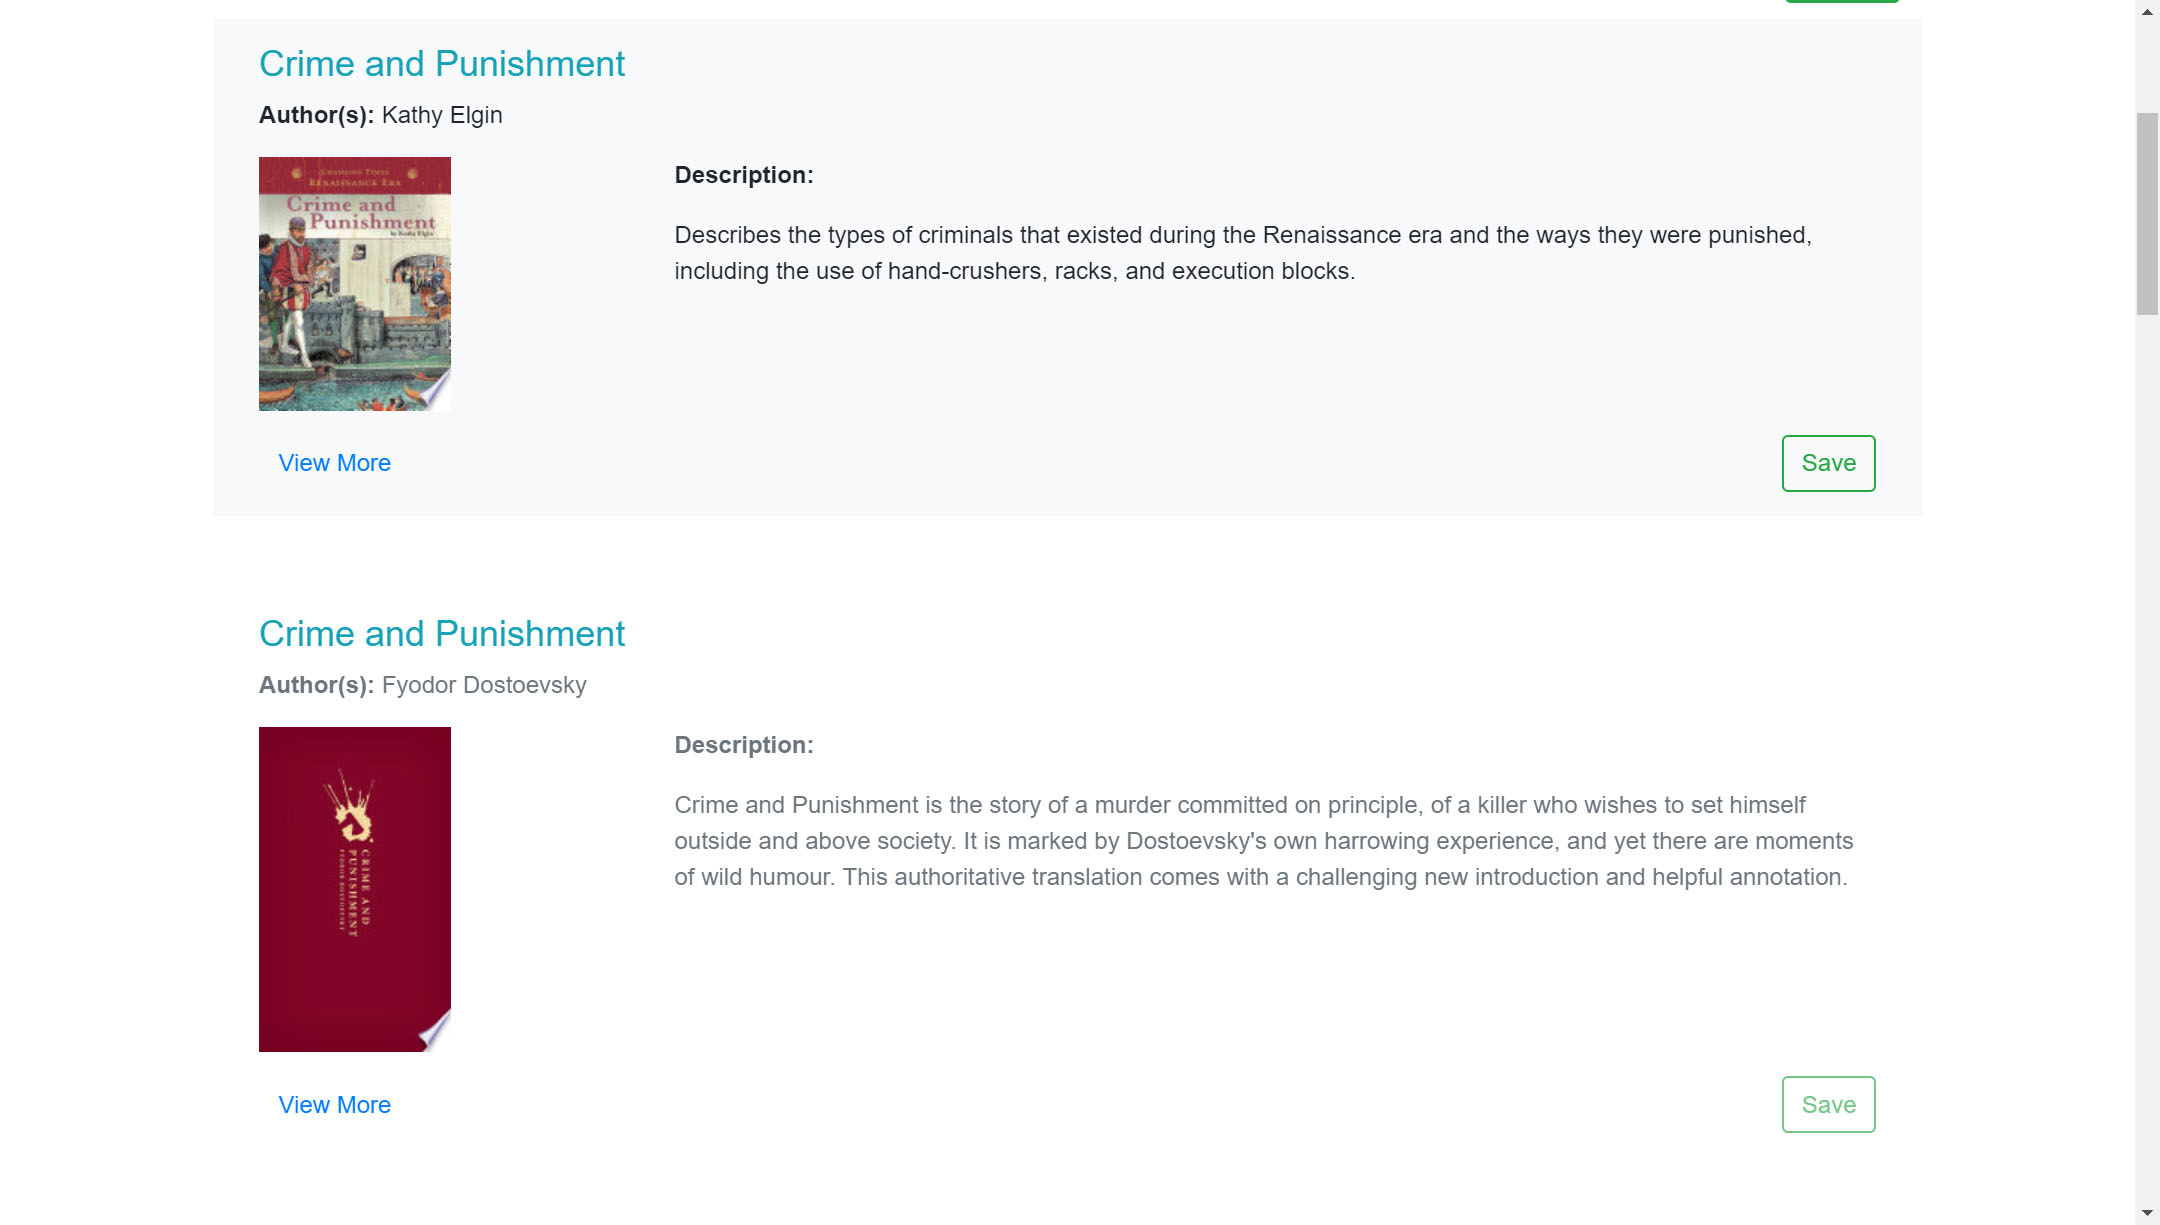 Crime and Punishment
Author(s): Kathy Elgin
CHANGING TIMES
RENAISSANCE ERA
Crime and
Punishment
by Kathy Elgin
Description:
Describes the types of criminals that existed during the Renaissance era and the ways they were punished,
including the use of hand-crushers, racks, and execution blocks.
View More
Save
Crime and Punishment
Author(s): Fyodor Dostoevsky
CRIME AND
PUNISHMENT
FYODOR DOSTOEVSKY
Description:
Crime and Punishment is the story of a murder committed on principle, of a killer who wishes to set himself
outside and above society. It is marked by Dostoevsky's own harrowing experience, and yet there are moments
of wild humour. This authoritative translation comes with a challenging new introduction and helpful annotation.
View More
Save